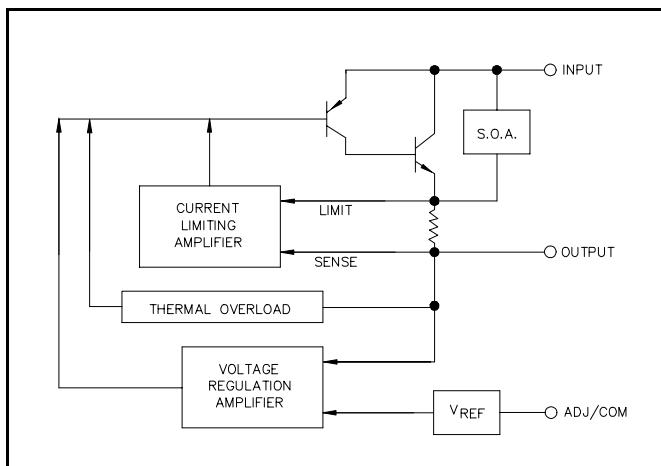 INPUT
S.O.A.
CURRENT
LIMITING
AMPLIFIER
LIMIT
SENSE
OUTPUT
THERMAL OVERLOAD
VOLTAGE
REGULATION
AMPLIFIER
VREF
ADJ/COM